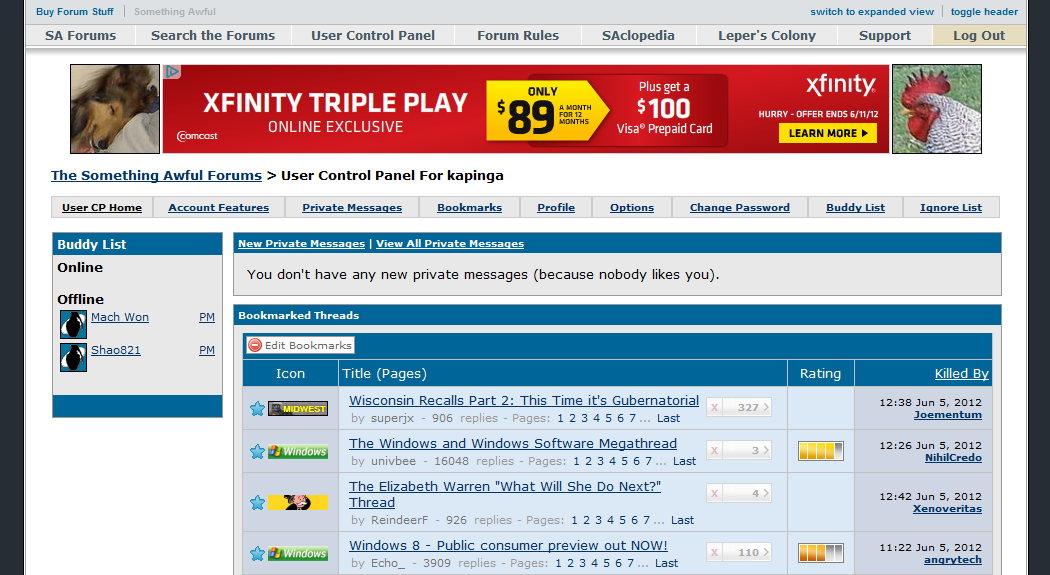 Buy Forum Stuff | Something Awful
switch to expanded view | toggle header
SA Forums Search the Forums User Control Panel Forum Rules SAclopedia Leper's Colony Support Log Out
XFINITY TRIPLE PLAY
ONLINE EXCLUSIVE
comcast
ONLY
$89 A MONTH FOR 12 MONTHS
Plus get a
$100
Visa® Prepaid Card
xfinity
HURRY - OFFER ENDS 6/11/12
LEARN MORE
The Something Awful Forums > User Control Panel For kapinga
User CP Home Account Features Private Messages Bookmarks Profile Options Change Password Buddy List Ignore List
Buddy List
Online
Offline
Mach Won PM
Shao821 PM
New Private Messages | View All Private Messages
You don't have any new private messages (because nobody likes you).
Bookmarked Threads
Edit Bookmarks
Icon Title (Pages) Rating Killed By
MIDWEST Wisconsin Recalls Part 2: This Time it's Gubernatorial X 327 > 12:38 Jun 5, 2012
by superjx - 906 replies - Pages: 1 2 3 4 5 6 7 ... Last Joementum
Windows The Windows and Windows Software Megathread X 3 > 12:26 Jun 5, 2012
by univbee - 16048 replies - Pages: 1 2 3 4 5 6 7 ... Last NihilCredo
The Elizabeth Warren "What Will She Do Next?" X 4 > 12:42 Jun 5, 2012
Thread Xenoveritas
by ReindeerF - 926 replies - Pages: 1 2 3 4 5 6 7 ... Last
Windows Windows 8 - Public consumer preview out NOW! X 110 > 11:22 Jun 5, 2012
by Echo_ - 3909 replies - Pages: 1 2 3 4 5 6 7 ... Last angrytech